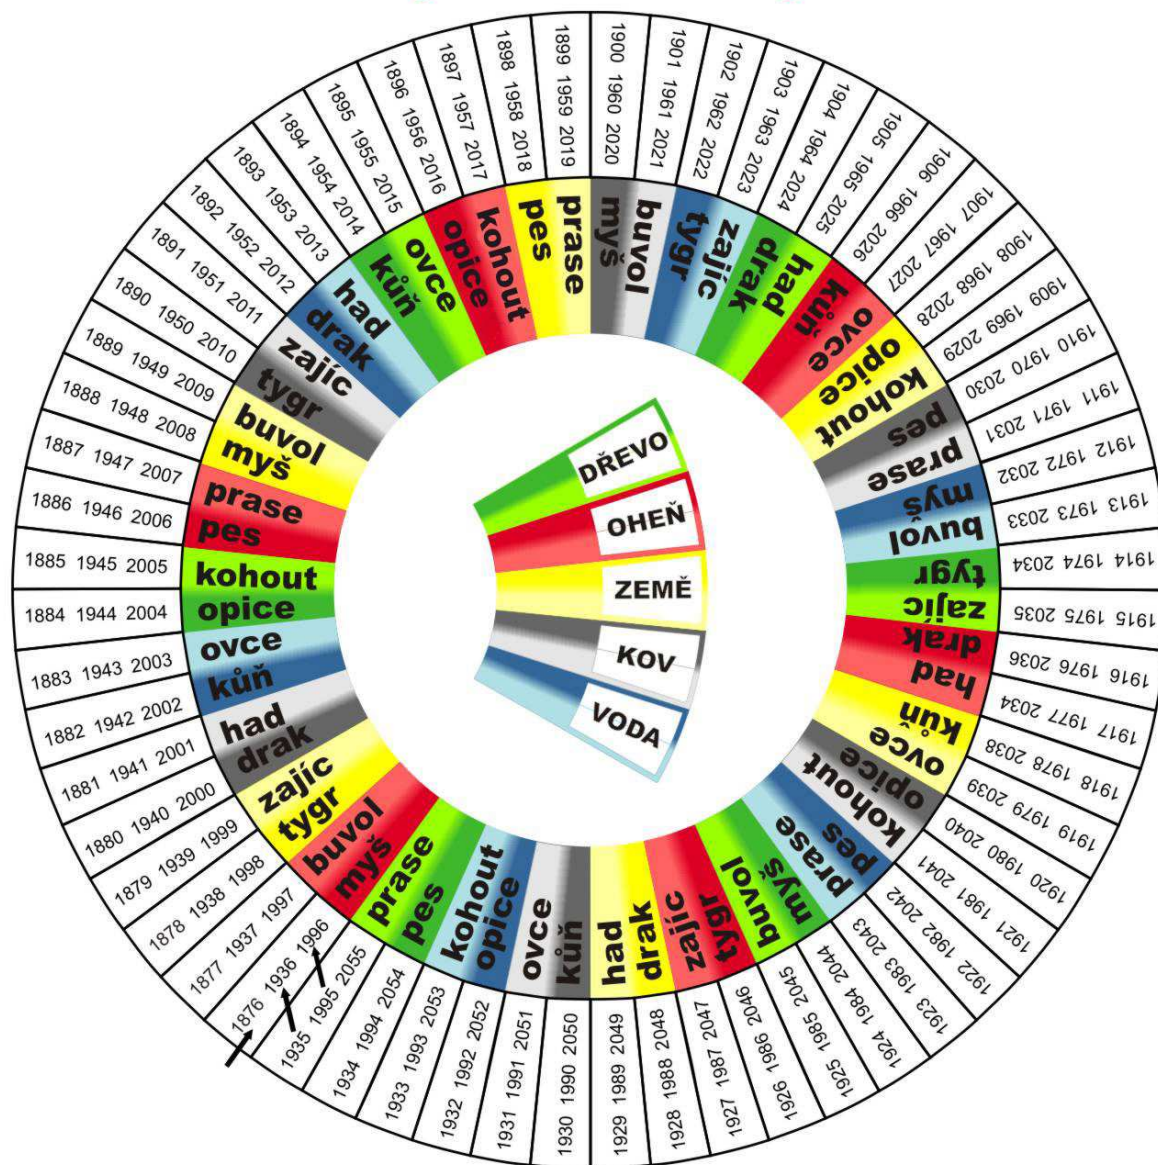 1900 1960 2020
1901 1961 2021
1902 1962 2022
1903 1963 2023
1904 1964 2024
1905 1965 2025
1906 1966 2026
1907 1967 2027
1908 1968 2028
1909 1969 2029
1910 1970 2030
1911 1971 2031
1912 1972 2032
1913 1973 2033
1914 1974 2034
1915 1975 2035
1916 1976 2036
1917 1977 2034
1918 1978 2038
1919 1979 2039
1920 1980 2040
1921 1981 2041
1922 1982 2042
1923 1983 2043
1924 1984 2044
1925 1985 2045
1926 1986 2046
1927 1987 2047
1928 1988 2048
1929 1989 2049
1930 1990 2050
1931 1991 2051
1932 1992 2052
1933 1993 2053
1934 1994 2054
1935 1995 2055
1876 1936 1996
1877 1937 1997
1878 1938 1998
1879 1939 1999
1880 1940 2000
1881 1941 2001
1882 1942 2002
1883 1943 2003
1884 1944 2004
1885 1945 2005
1886 1946 2006
1887 1947 2007
1888 1948 2008
1889 1949 2009
1890 1950 2010
1891 1951 2011
1892 1952 2012
1893 1953 2013
1894 1954 2014
1895 1955 2015
1896 1956 2016
1897 1957 2017
1898 1958 2018
1899 1959 2019
myš
buvol
tygr
zajíc
drak
had
kůň
ovce
opice
kohout
pes
prase
myš
buvol
tygr
zajíc
drak
had
kůň
ovce
opice
kohout
pes
prase
myš
buvol
tygr
zajíc
drak
had
kůň
ovce
opice
kohout
pes
prase
myš
buvol
tygr
zajíc
drak
had
kůň
ovce
opice
kohout
pes
prase
myš
buvol
tygr
zajíc
drak
had
kůň
ovce
opice
kohout
pes
prase
DŘEVO
OHEŇ
ZEMĚ
KOV
VODA